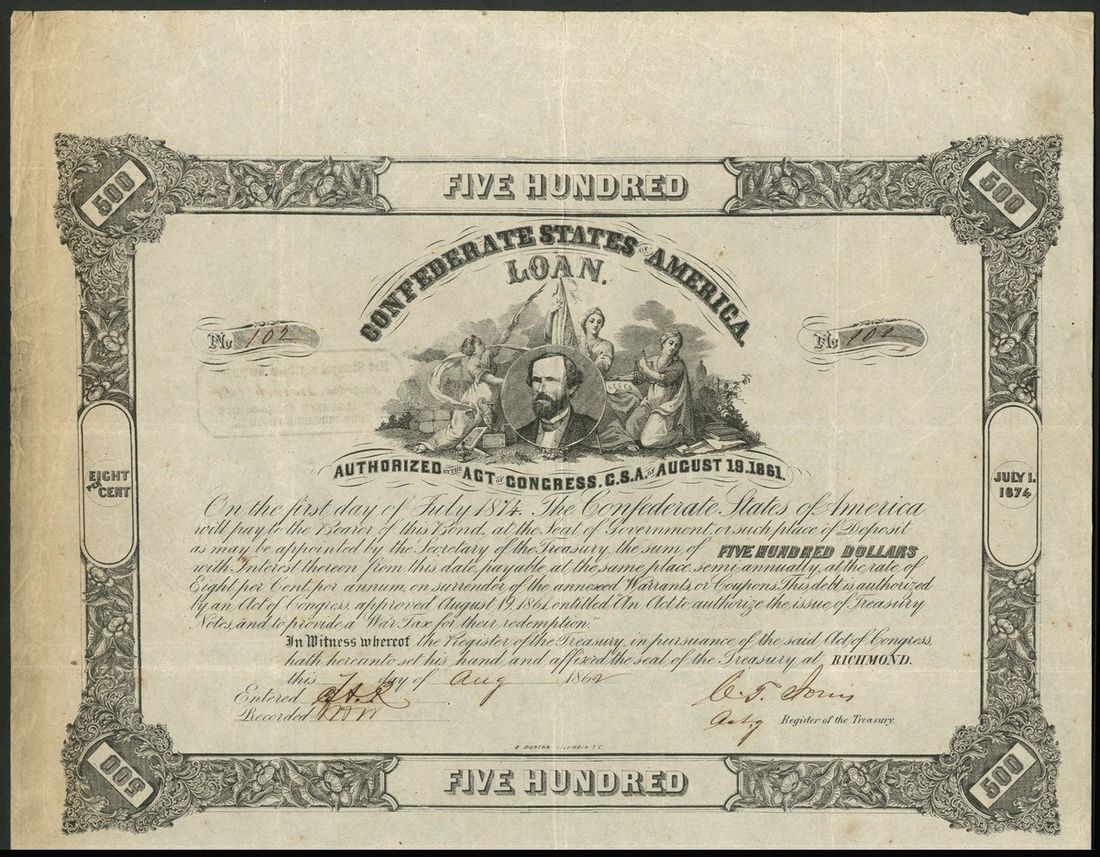 500
FIVE HUNDRED
500
CONFEDERATE STATES OF AMERICA
LOAN.
No 102
No 102
LEGER
AUTHORIZED BY THE ACT OF CONGRESS. C.S.A. OF AUGUST 19.1861.
EIGHT PER CENT
JULY 1. 1874
On the first day of July 1874. The Confederate States of America
will pay to the Bearer of this Bond, at the Seat of Government, or such place of Deposit
as may be appointed by the Secretary of the Treasury, the sum of FIVE HUNDRED DOLLARS
with Interest thereon from this date, payable at the same place, semi-annually, at the rate of
Eight per Cent. per annum, on surrender of the annexed Warrants or Coupons. This debt is authorized
by an Act of Congress, approved August 19, 1861, entitled "An Act to authorize the issue of Treasury
Notes, and to provide a War Tax for their redemption."
In Witness whereof the Register of the Treasury, in pursuance of the said Act of Congress,
hath hereunto set his hand and affixed the seal of the Treasury, at RICHMOND.
this day of Aug 1862
Entered
Recorded
C. T.
Actg Register of the Treasury.
B. DUNCAN. COLUMBIA S.C.
500
FIVE HUNDRED
500